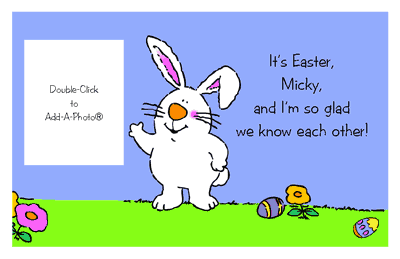 Double-Click
to
Add-A-Photo®
It's Easter,
Micky,
and I'm so glad
we know each other!